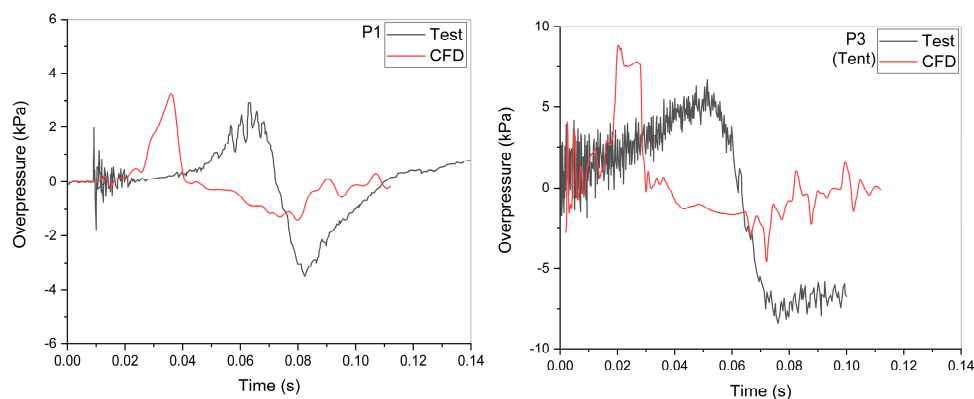 P1
Test
CFD
6
4
2
0
-2
-4
-6
Overpressure (kPa)
0.00 0.02 0.04 0.06 0.08 0.10 0.12 0.14
Time (s)
P3
(Tent)
Test
CFD
10
5
0
-5
-10
Overpressure (kPa)
0.00 0.02 0.04 0.06 0.08 0.10 0.12 0.14
Time (s)